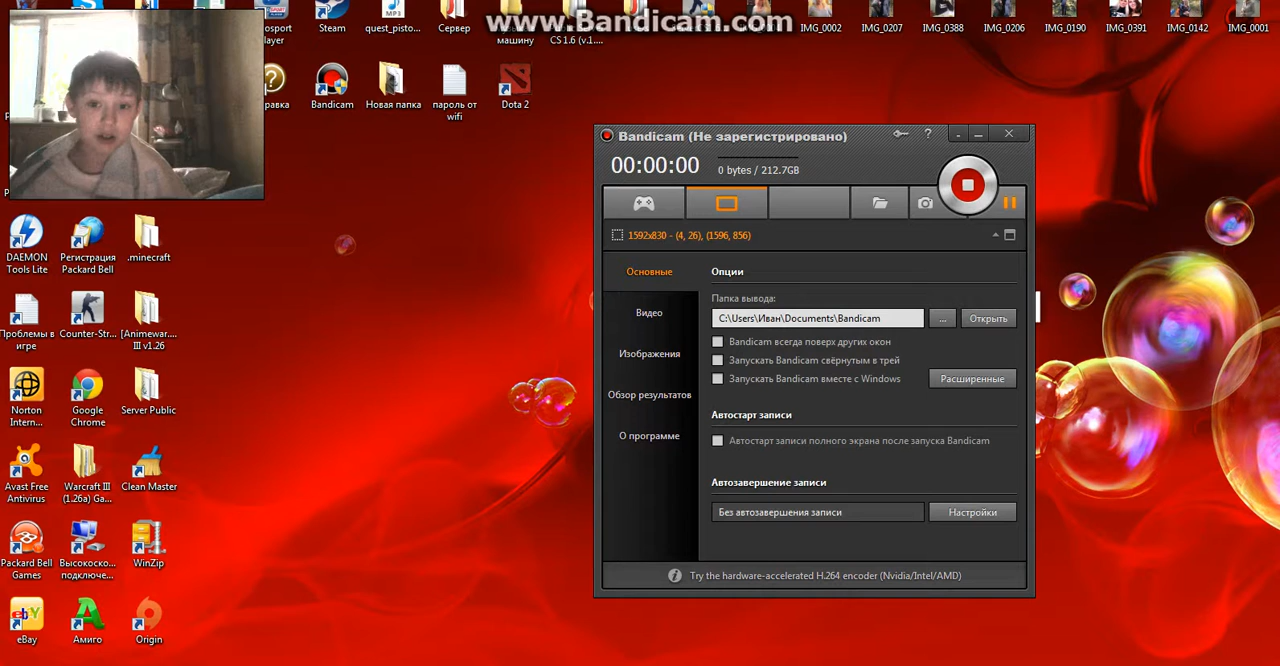 www.Bandicam.com
osport
layer
Steam
quest_pisto...
Сервер
машину
CS 1.6 (v.1....
IMG_0002
IMG_0207
IMG_0388
IMG_0206
IMG_0190
IMG_0391
IMG_0142
IMG_0001
равка
Bandicam
Новая папка
пароль от
wifi
Dota 2
DAEMON
Tools Lite
Регистрация
Packard Bell
.minecraft
Проблемы в
игре
Counter-Str...
[Animewar....
III v1.26
Norton
Intern...
Google
Chrome
Server Public
Avast Free
Antivirus
Warcraft III
(1.26a) Ga...
Clean Master
Packard Bell
Games
Высокоско...
подключе...
WinZip
eBay
Амиго
Origin
Bandicam (Не зарегистрировано)
00:00:00
0 bytes / 212.7GB
1592x830 - (4, 26), (1596, 856)
Основные
Видео
Изображения
Обзор результатов
О программе
Опции
Папка вывода:
C:\Users\Иван\Documents\Bandicam
...
Открыть
Bandicam всегда поверх других окон
Запускать Bandicam свёрнутым в трей
Запускать Bandicam вместе с Windows
Расширенные
Автостарт записи
Автостарт записи полного экрана после запуска Bandicam
Автозавершение записи
Без автозавершения записи
Настройки
Try the hardware-accelerated H.264 encoder (Nvidia/Intel/AMD)